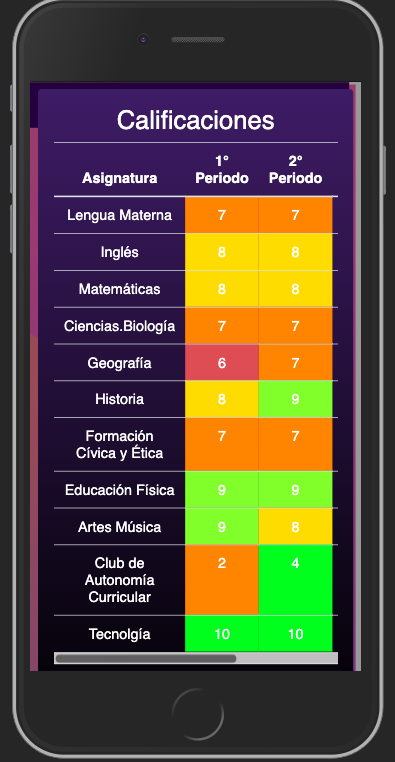 Calificaciones
Asignatura 1° Periodo 2° Periodo
Lengua Materna 7 7
Inglés 8 8
Matemáticas 8 8
Ciencias.Biología 7 7
Geografía 6 7
Historia 8 9
Formación Cívica y Ética 7 7
Educación Física 9 9
Artes Música 9 8
Club de Autonomía Curricular 2 4
Tecnolgía 10 10